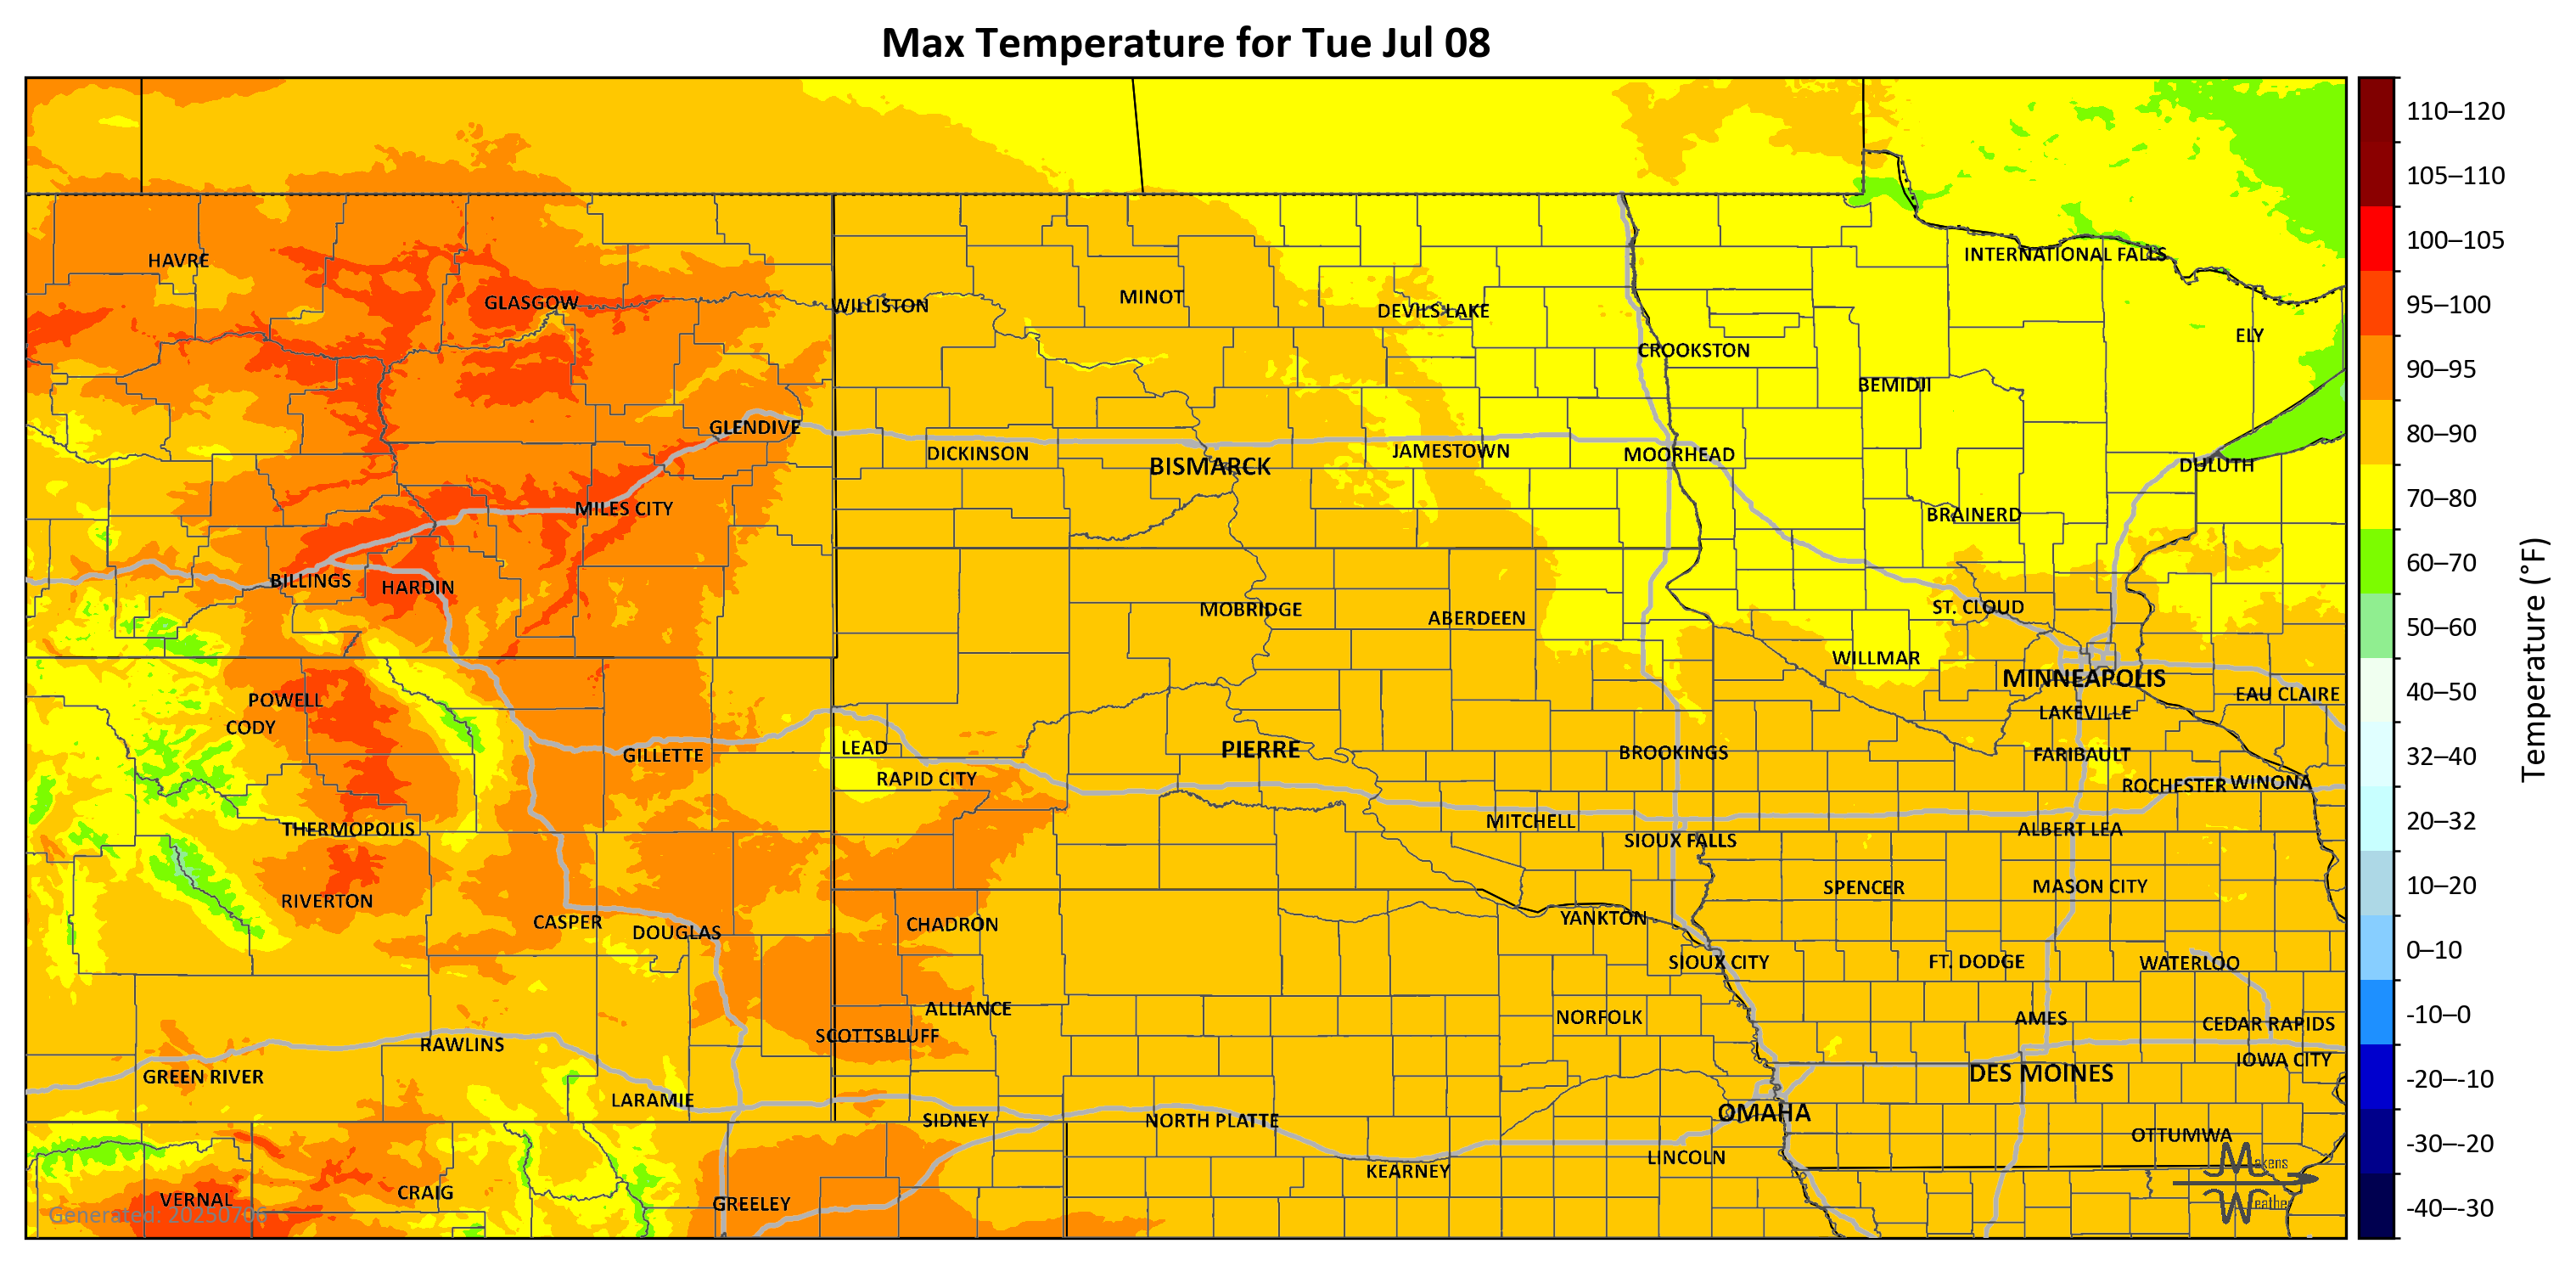 Max Temperature for Tue Jul 08
HAVRE
GLASGOW
WILLISTON
MINOT
DEVILS LAKE
INTERNATIONAL FALLS
ELY
CROOKSTON
BEMIDJI
GLENDIVE
DICKINSON
BISMARCK
JAMESTOWN
MOORHEAD
DULUTH
MILES CITY
BRAINERD
BILLINGS
HARDIN
MOBRIDGE
ABERDEEN
ST. CLOUD
WILLMAR
MINNEAPOLIS
EAU CLAIRE
POWELL
CODY
LAKEVILLE
GILLETTE
LEAD
PIERRE
BROOKINGS
FARIBAULT
RAPID CITY
ROCHESTER
WINONA
THERMOPOLIS
MITCHELL
SIOUX FALLS
ALBERT LEA
RIVERTON
SPENCER
MASON CITY
CASPER
DOUGLAS
CHADRON
YANKTON
SIOUX CITY
FT. DODGE
WATERLOO
ALLIANCE
NORFOLK
AMES
CEDAR RAPIDS
SCOTTSBLUFF
RAWLINS
IOWA CITY
GREEN RIVER
DES MOINES
LARAMIE
SIDNEY
NORTH PLATTE
OMAHA
OTTUMWA
KEARNEY
LINCOLN
VERNAL
CRAIG
GREELEY
Generated: 20250706
Makens
Weather
110–120
105–110
100–105
95–100
90–95
80–90
70–80
60–70
50–60
40–50
32–40
20–32
10–20
0–10
-10–0
-20–-10
-30–-20
-40–-30
Temperature (°F)